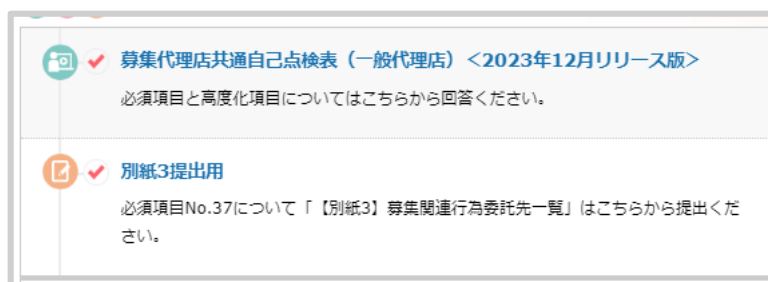 募集代理店共通自己点検表（一般代理店）＜2023年12月リリース版＞
必須項目と高度化項目についてはこちらから回答ください。
別紙3提出用
必須項目No.37について「【別紙3】募集関連行為委託先一覧」はこちらから提出くだ
さい。